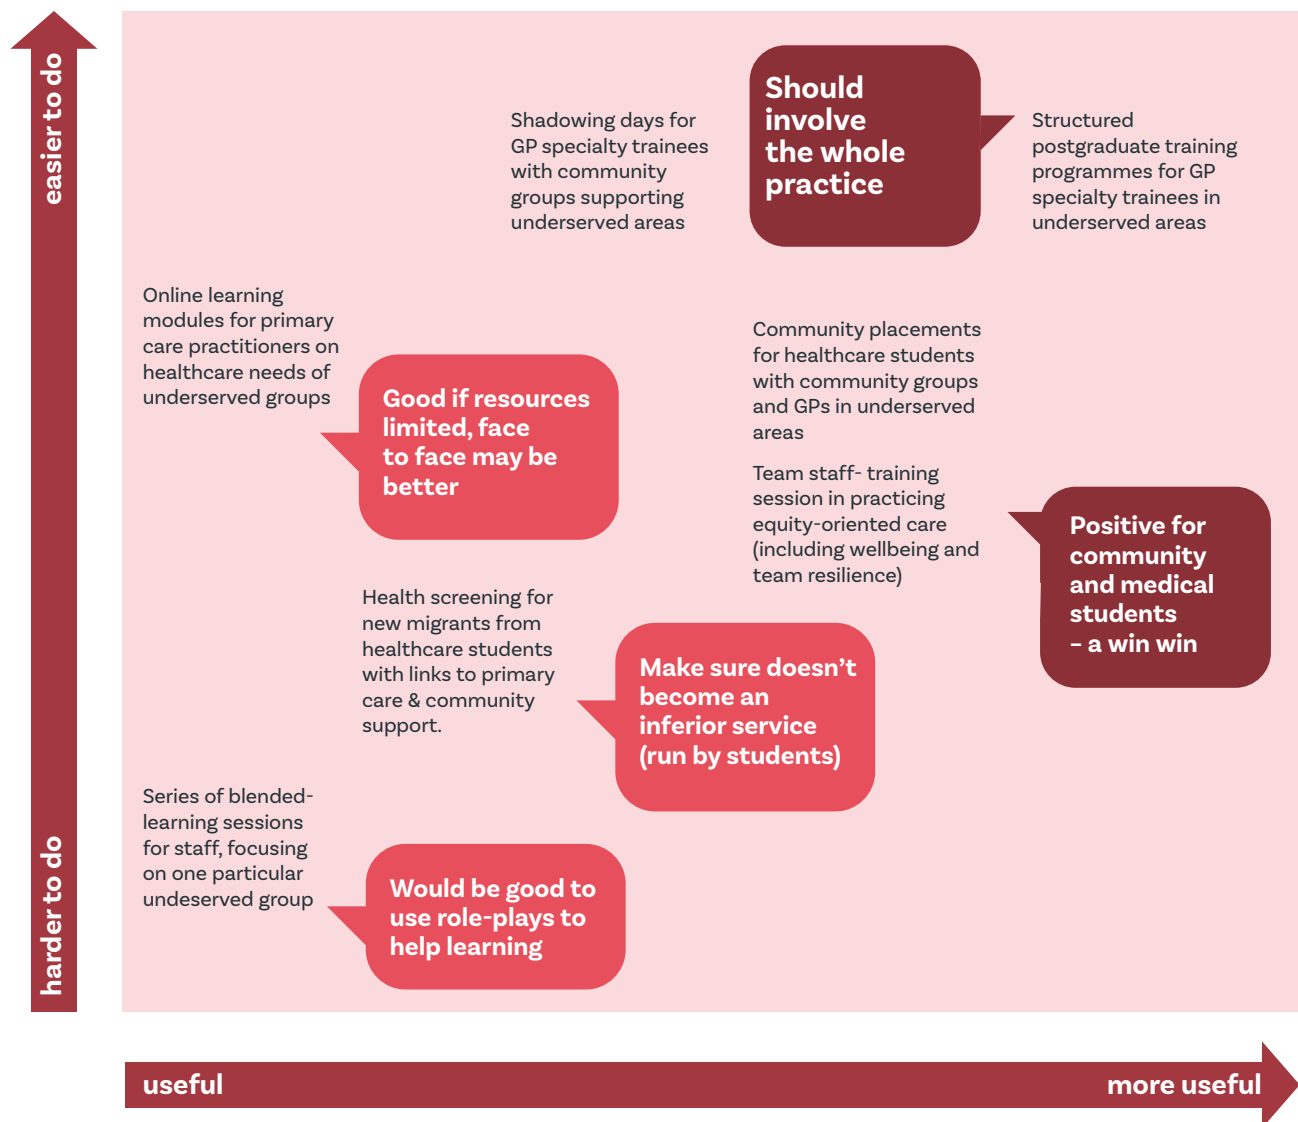 easier to do
Shadowing days for
GP specialty trainees
with community
groups supporting
underserved areas
Should
involve
the whole
practice
Structured
postgraduate training
programmes for GP
specialty trainees in
underserved areas
Online learning
modules for primary
care practitioners on
healthcare needs of
underserved groups
Good if resources
limited, face
to face may be
better
Community placements
for healthcare students
with community groups
and GPs in underserved
areas
Team staff- training
session in practicing
equity-oriented care
(including wellbeing and
team resilience)
Positive for
community
and medical
students
– a win win
Health screening for
new migrants from
healthcare students
with links to primary
care & community
support.
Make sure doesn’t
become an
inferior service
(run by students)
Series of blended-
learning sessions
for staff, focusing
on one particular
undeserved group
Would be good to
use role-plays to
help learning
harder to do
useful
more useful